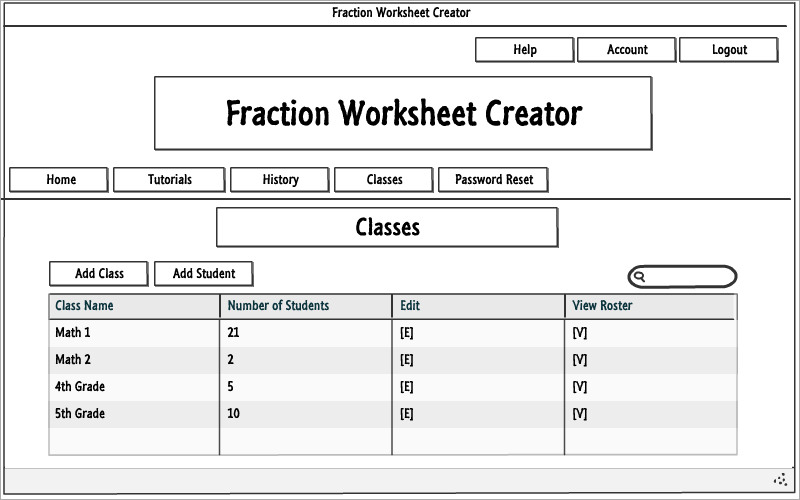 Fraction Worksheet Creator
Help Account Logout
Fraction Worksheet Creator
Home Tutorials History Classes Password Reset
Classes
Add Class Add Student
Class Name Number of Students Edit View Roster
Math 1 21 [E] [V]
Math 2 2 [E] [V]
4th Grade 5 [E] [V]
5th Grade 10 [E] [V]